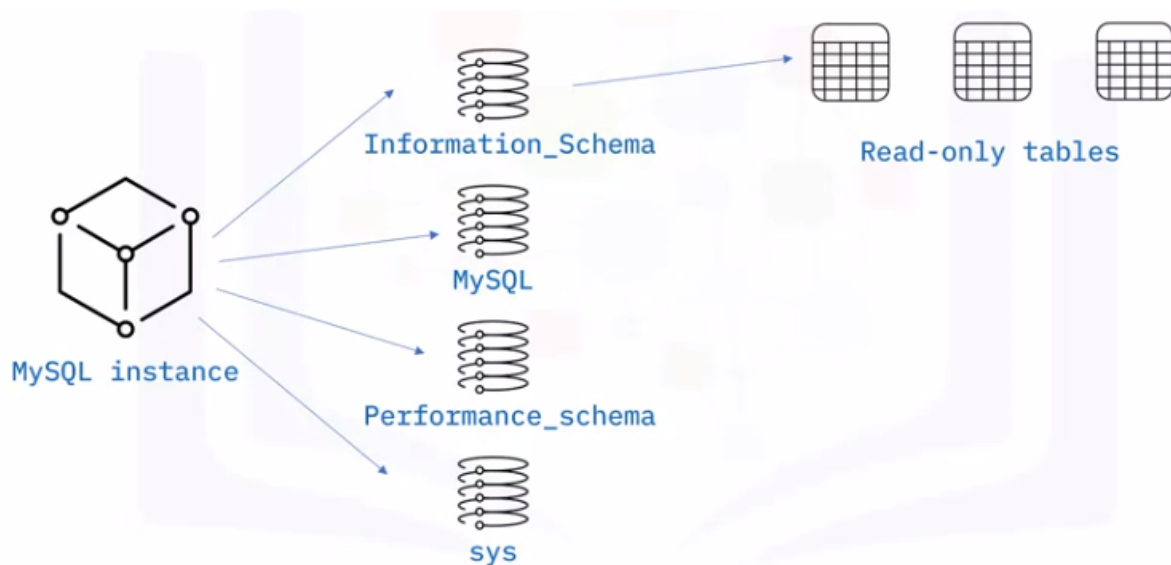 Information_Schema
Read-only tables
MySQL
MySQL instance
Performance_schema
sys